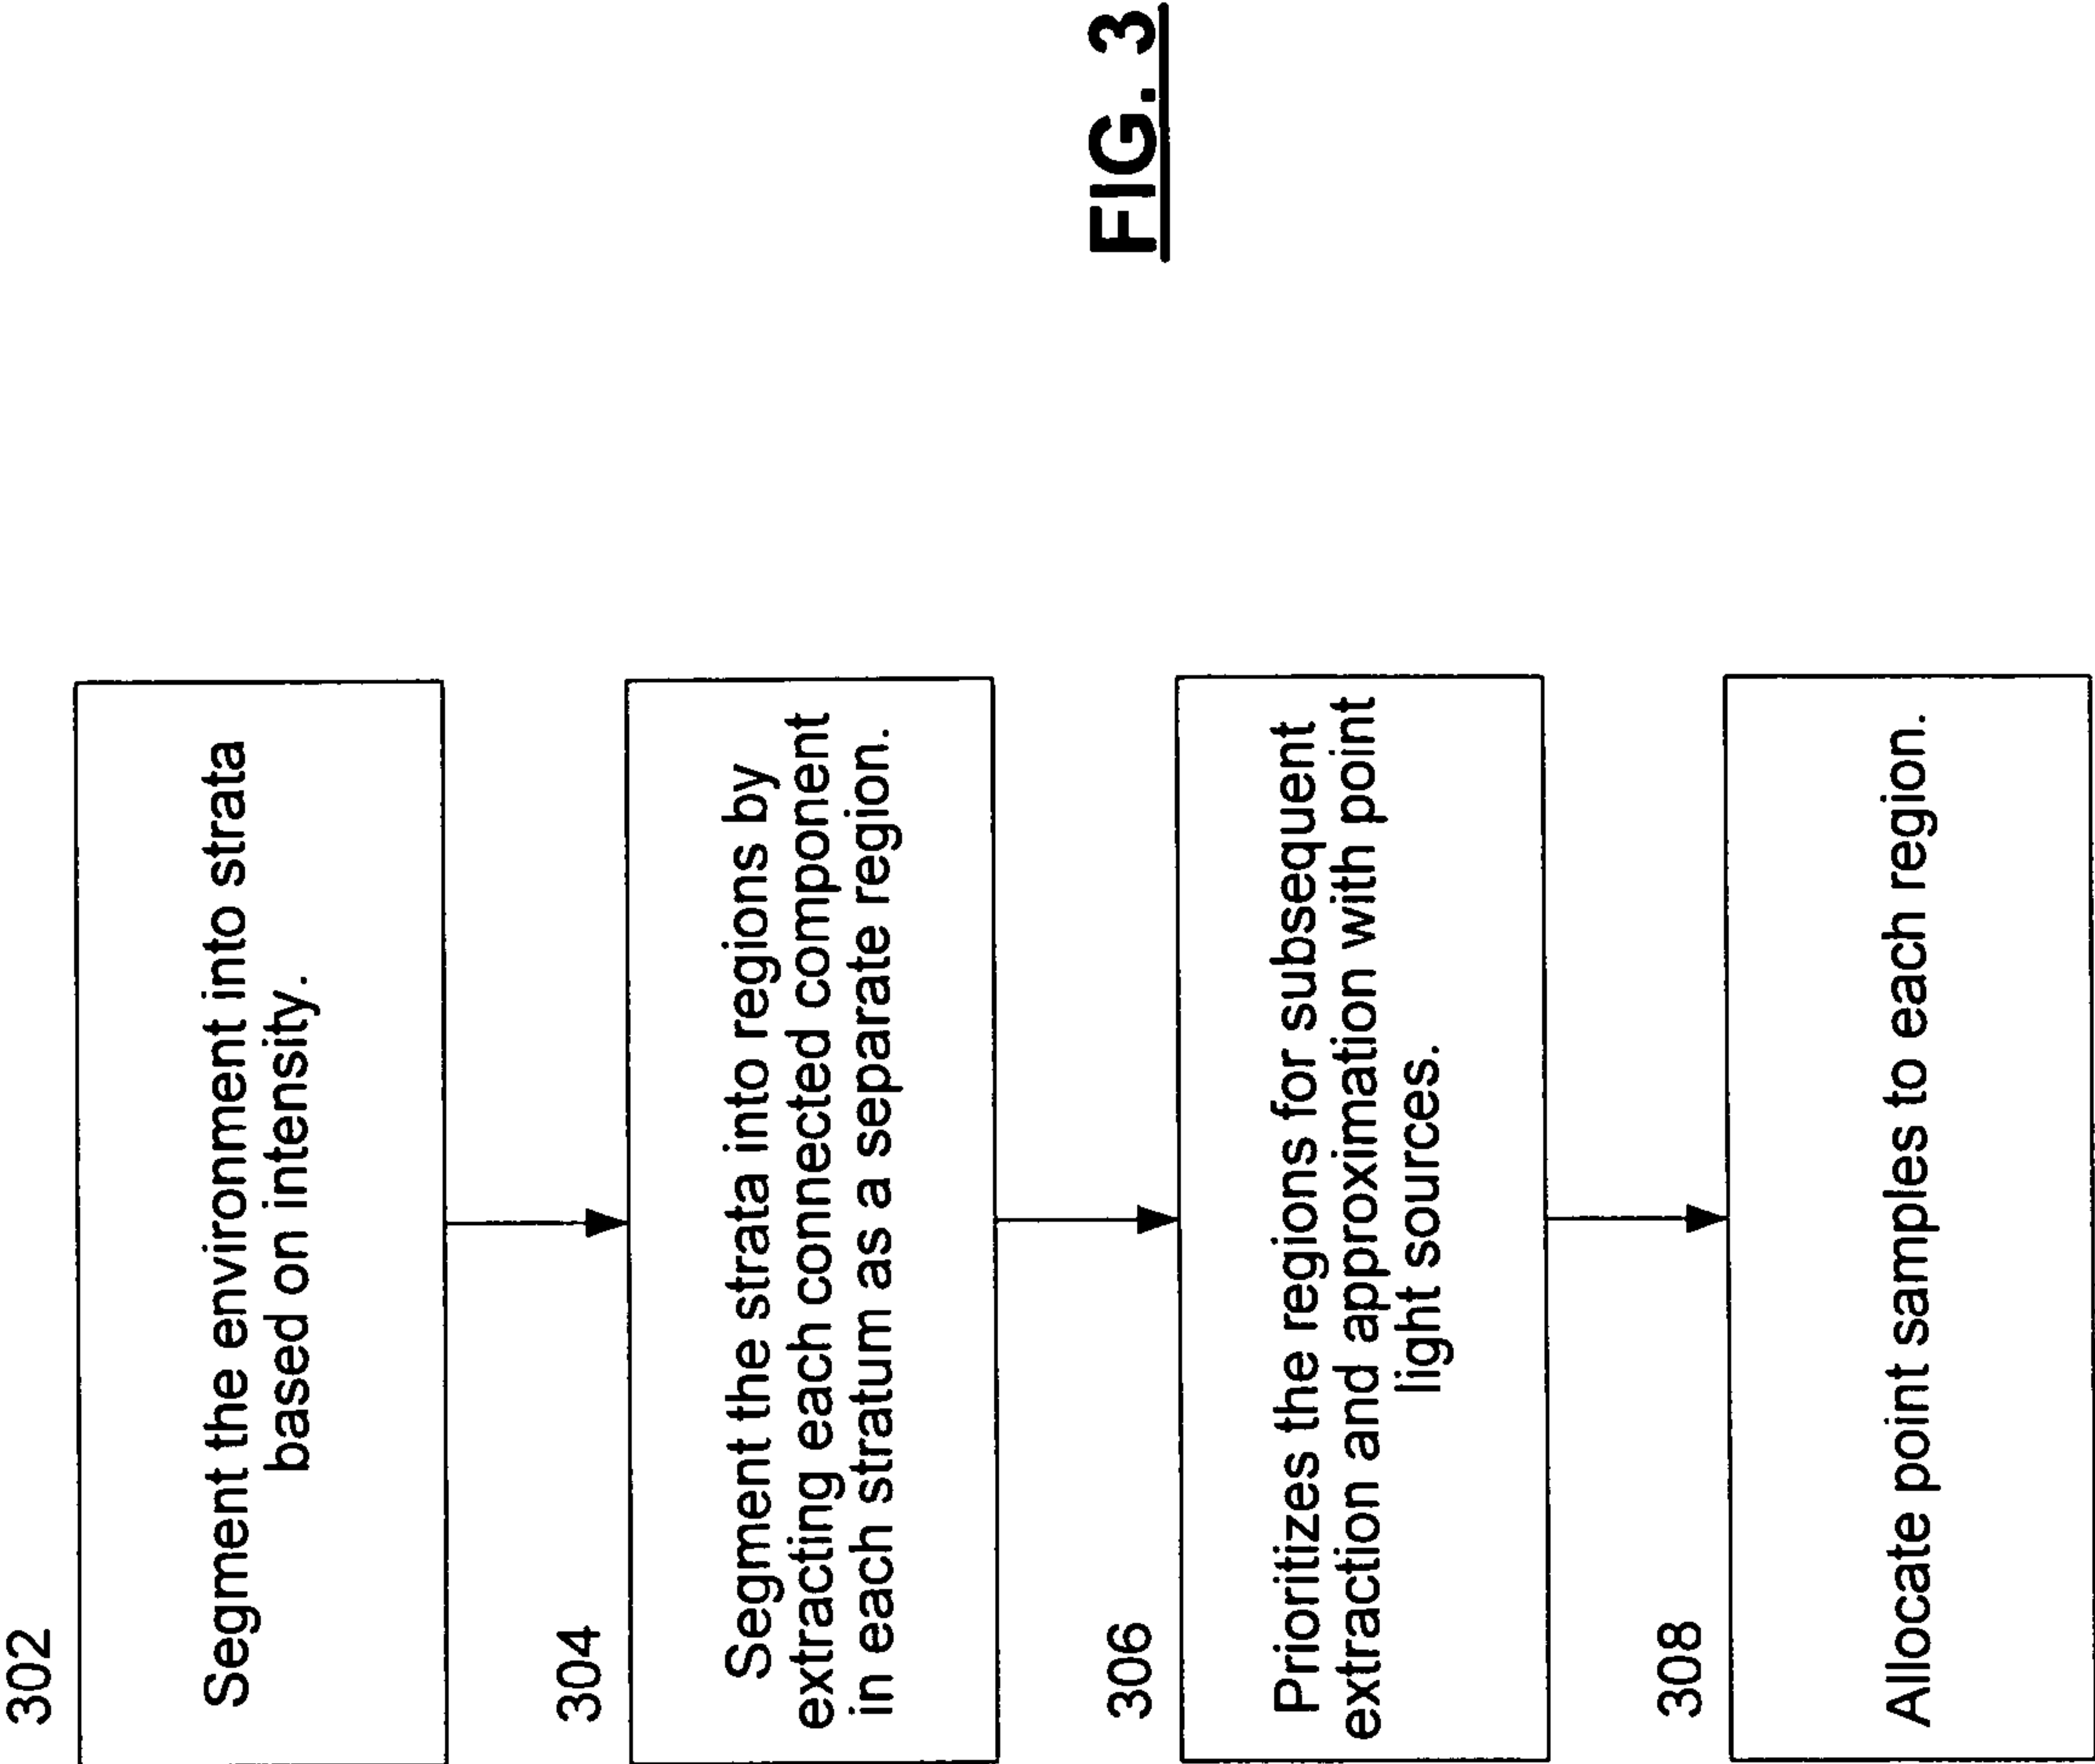 302
Segment the environment into strata
based on intensity.
304
Segment the strata into regions by
extracting each connected component
in each stratum as a separate region.
306
Prioritizes the regions for subsequent
extraction and approximation with point
light sources.
308
Allocate point samples to each region.
FIG. 3